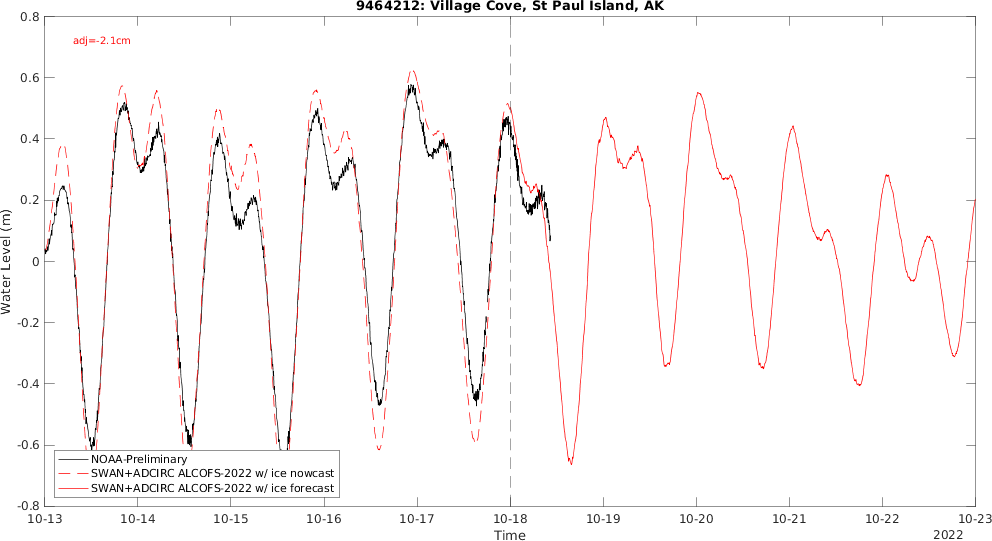 9464212: Village Cove, St Paul Island, AK
adj=-2.1cm
0.8
0.6
0.4
0.2
0
-0.2
-0.4
-0.6
-0.8
Water Level (m)
NOAA-Preliminary
SWAN+ADCIRC ALCOFS-2022 w/ ice nowcast
SWAN+ADCIRC ALCOFS-2022 w/ ice forecast
10-13 10-14 10-15 10-16 10-17 10-18 10-19 10-20 10-21 10-22 10-23
Time
2022